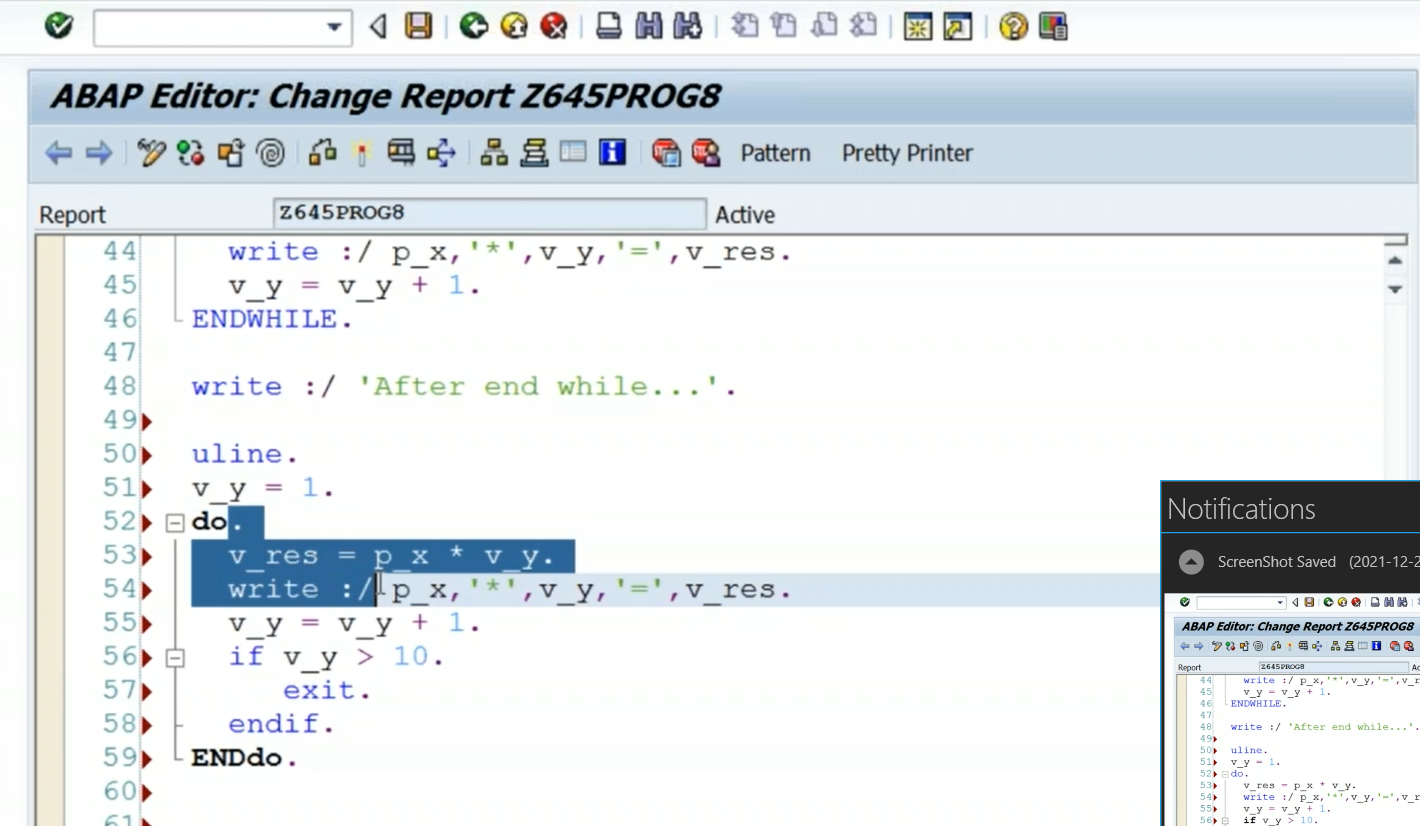 ABAP Editor: Change Report Z645PROG8
Pattern Pretty Printer
Report Z645PROG8 Active
44 write :/ p_x,'*',v_y,'=',v_res.
45 v_y = v_y + 1.
46 ENDWHILE.
47
48 write :/ 'After end while...'.
49
50 uline.
51 v_y = 1.
52 do.
53 v_res = p_x * v_y.
54 write :/ p_x,'*',v_y,'=',v_res.
55 v_y = v_y + 1.
56 if v_y > 10.
57 exit.
58 endif.
59 ENDdo.
60
61
Notifications
ScreenShot Saved (2021-12-2
ABAP Editor: Change Report Z645PROG8
Report Z645PROG8 Ac
44 write :/ p_x,'*',v_y,'=',v_r
45 v_y = v_y + 1.
46 ENDWHILE.
47
48 write :/ 'After end while...'.
49
50 uline.
51 v_y = 1.
52 do.
53 v_res = p_x * v_y.
54 write :/ p_x,'*',v_y,'=',v_r
55 v_y = v_y + 1.
56 if v_y > 10.